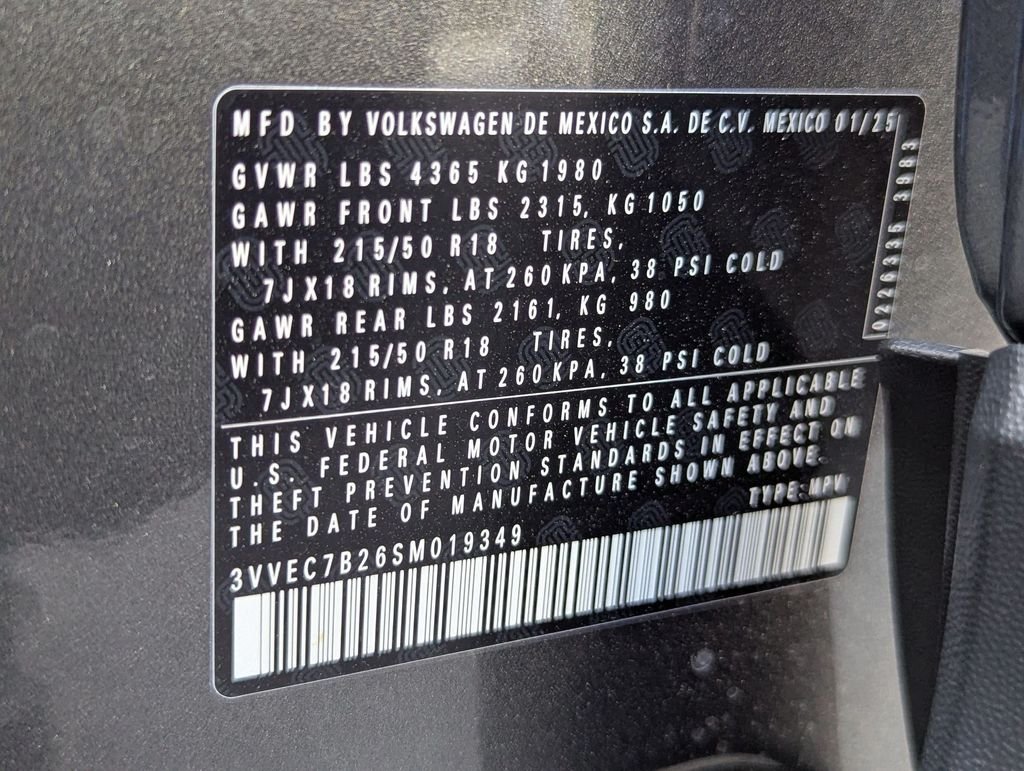 MFD BY VOLKSWAGEN DE MEXICO S.A. DE C.V. MEXICO 01/25
GVWR LBS 4365 KG 1980
GAWR FRONT LBS 2315, KG 1050
WITH 215/50 R18 TIRES,
7J X18 RIMS, AT 260 KPA, 38 PSI COLD
GAWR REAR LBS 2161, KG 980
WITH 215/50 R18 TIRES,
7J X18 RIMS, AT 260 KPA, 38 PSI COLD
0226335 3983
THIS VEHICLE CONFORMS TO ALL APPLICABLE
U.S. FEDERAL MOTOR VEHICLE SAFETY AND
THEFT PREVENTION STANDARDS IN EFFECT ON
THE DATE OF MANUFACTURE SHOWN ABOVE.
TYPE: MPV
3VVEC7B26SM019349